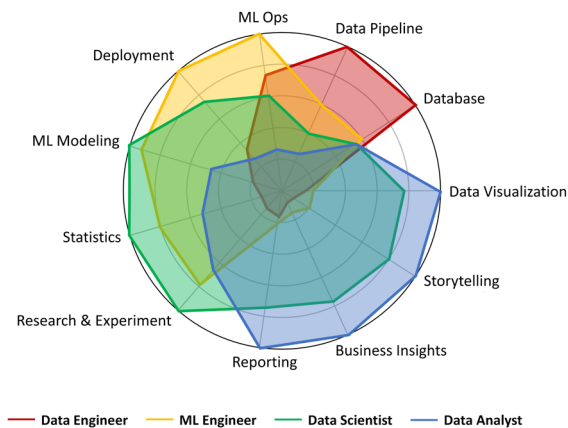 ML Ops
Data Pipeline
Deployment
Database
ML Modeling
Data Visualization
Statistics
Storytelling
Research & Experiment
Business Insights
Reporting
Data Engineer
ML Engineer
Data Scientist
Data Analyst